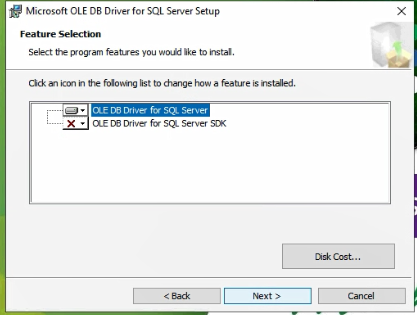 Microsoft OLE DB Driver for SQL Server Setup
Feature Selection
Select the program features you would like to install.
Click an icon in the following list to change how a feature is installed.
OLE DB Driver for SQL Server
OLE DB Driver for SQL Server SDK
Disk Cost...
< Back
Next >
Cancel